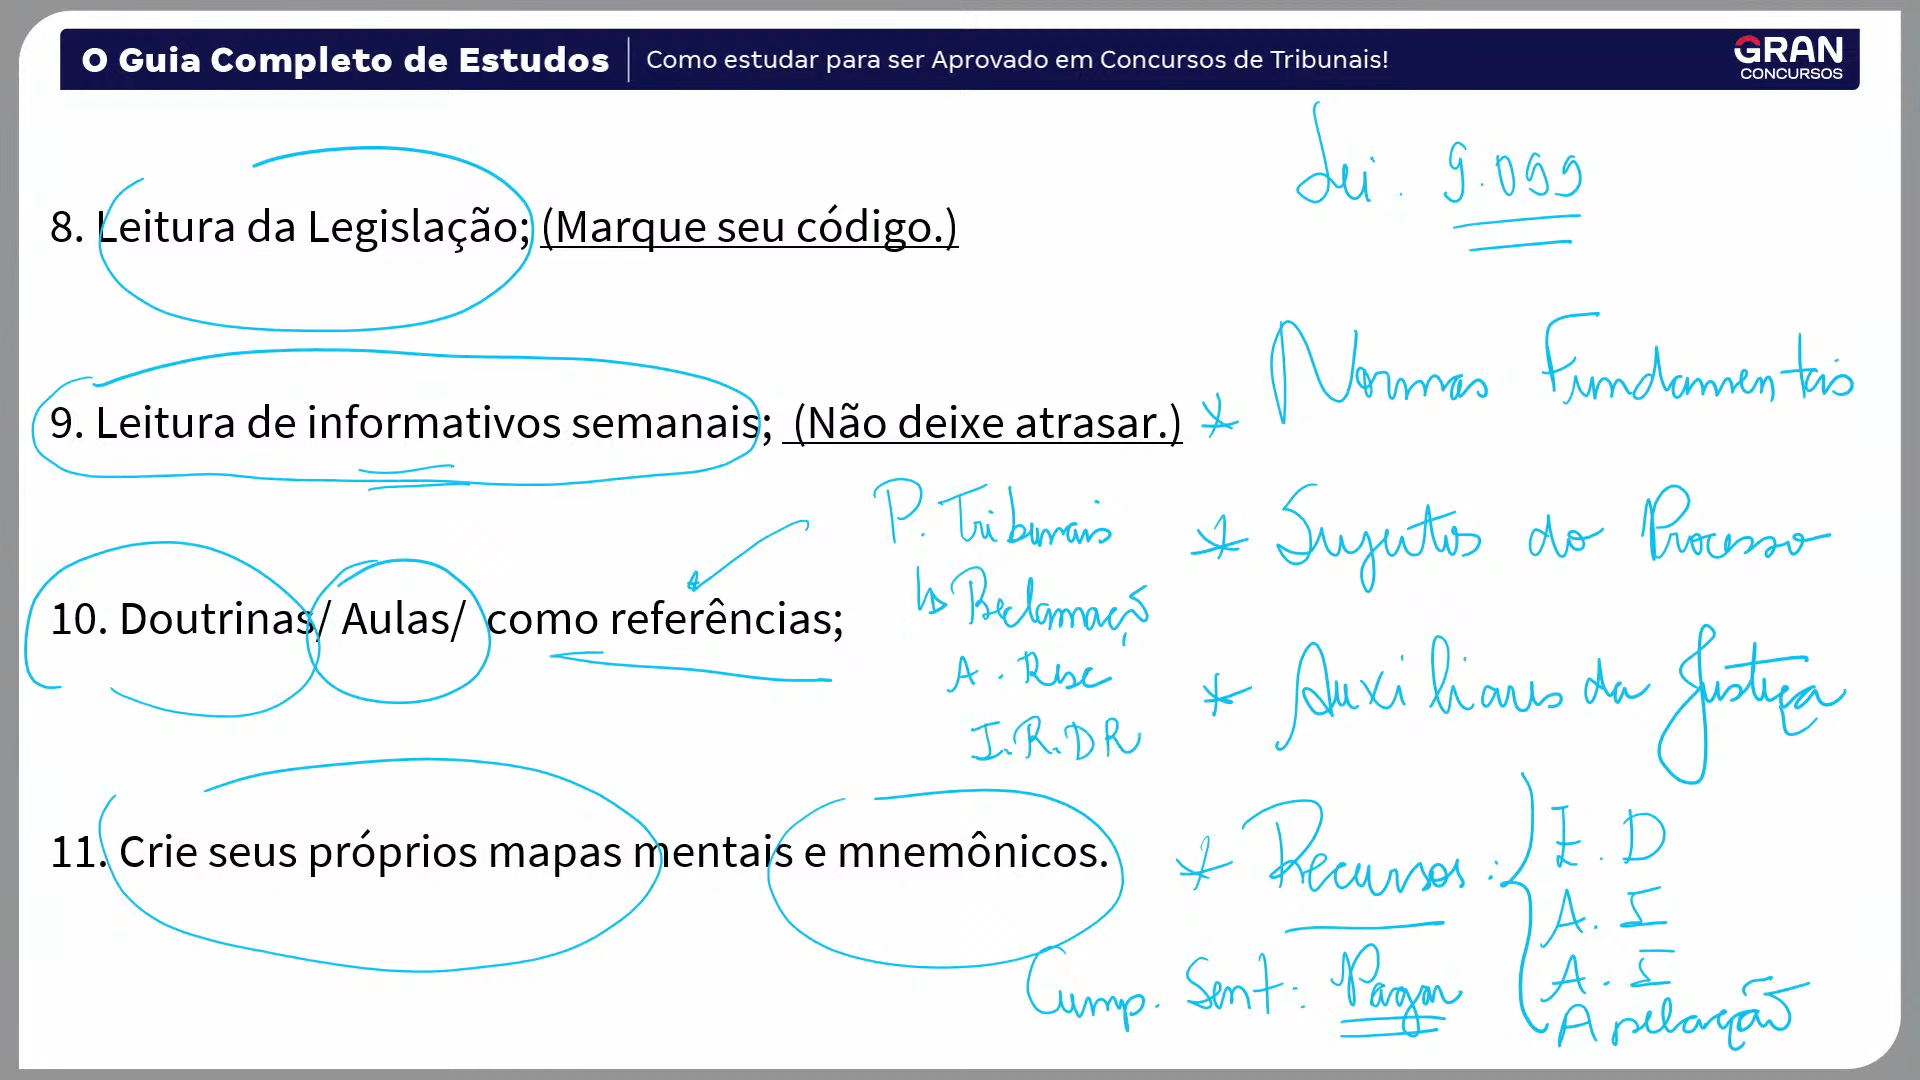 O Guia Completo de Estudos | Como estudar para ser Aprovado em Concursos de Tribunais!
GRAN
CONCURSOS
Lei. 9.099
8. Leitura da Legislação; (Marque seu código.)
Normas Fundamentais
9. Leitura de informativos semanais; (Não deixe atrasar.)
P. Tribunais
* Sujeitos do Processo
Reclamação
10. Doutrinas/ Aulas/ como referências;
A. Resc
* Auxiliares da Justiça
I.R.DR
11. Crie seus próprios mapas mentais e mnemônicos.
* Recursos:
E.D
A. I
A. I
Apelação
Cump. Sent: Pagar